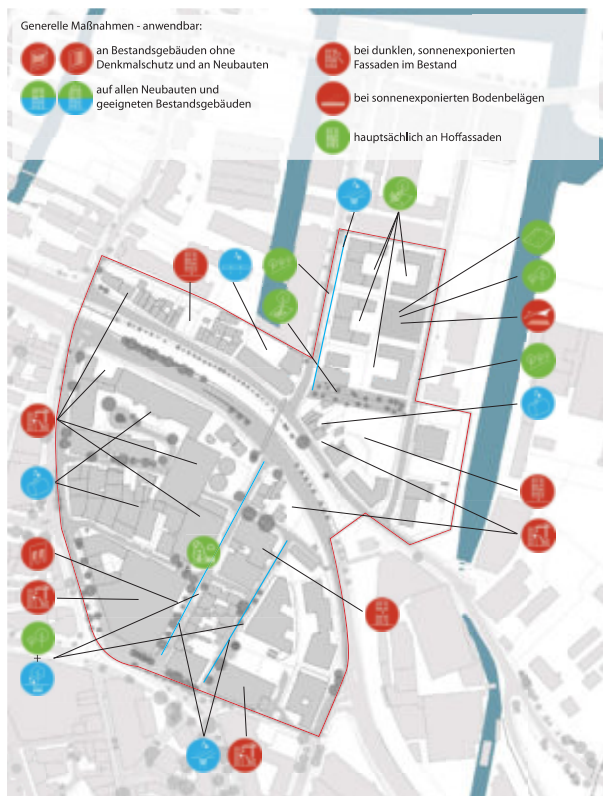 Generelle Maßnahmen - anwendbar:
an Bestandsgebäuden ohne
Denkmalschutz und an Neubauten
auf allen Neubauten und
geeigneten Bestandsgebäuden
bei dunklen, sonnenexponierten
Fassaden im Bestand
bei sonnenexponierten Bodenbelägen
hauptsächlich an Hoffassaden
+